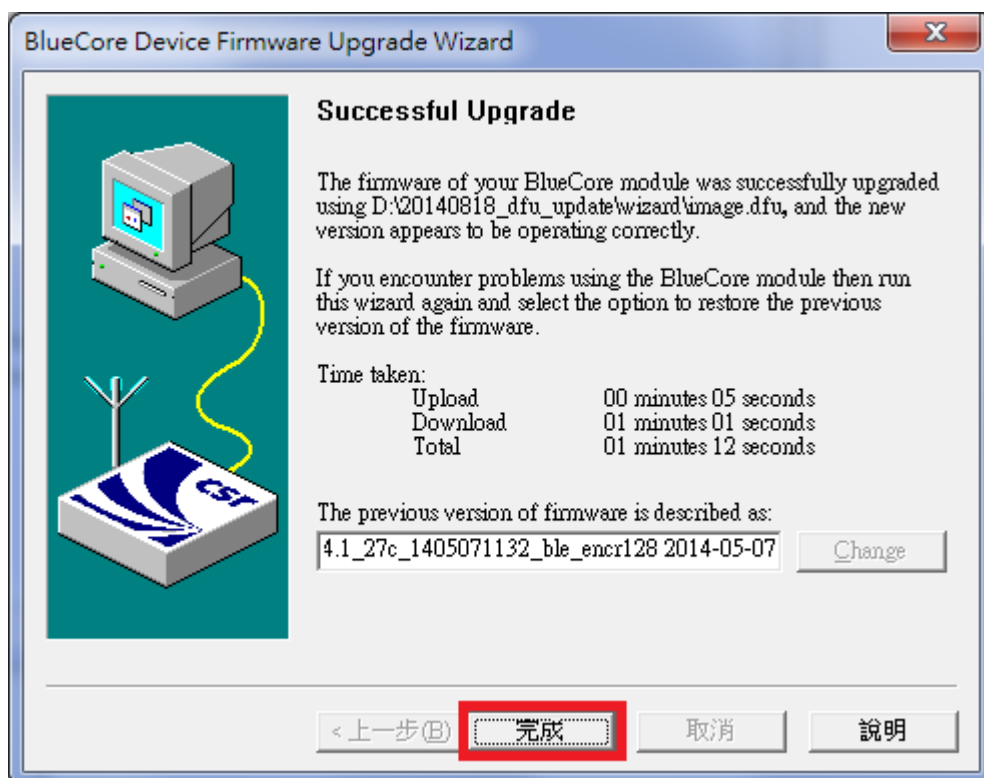 BlueCore Device Firmware Upgrade Wizard
Successful Upgrade
The firmware of your BlueCore module was successfully upgraded
using D:\20140818_dfu_update\wizard\image.dfu, and the new
version appears to be operating correctly.
If you encounter problems using the BlueCore module then run
this wizard again and select the option to restore the previous
version of the firmware.
Time taken:
Upload 00 minutes 05 seconds
Download 01 minutes 01 seconds
Total 01 minutes 12 seconds
CSr
The previous version of firmware is described as:
4.1_27c_1405071132_ble_encr128 2014-05-07
Change
<上一步(B) 完成 取消 說明